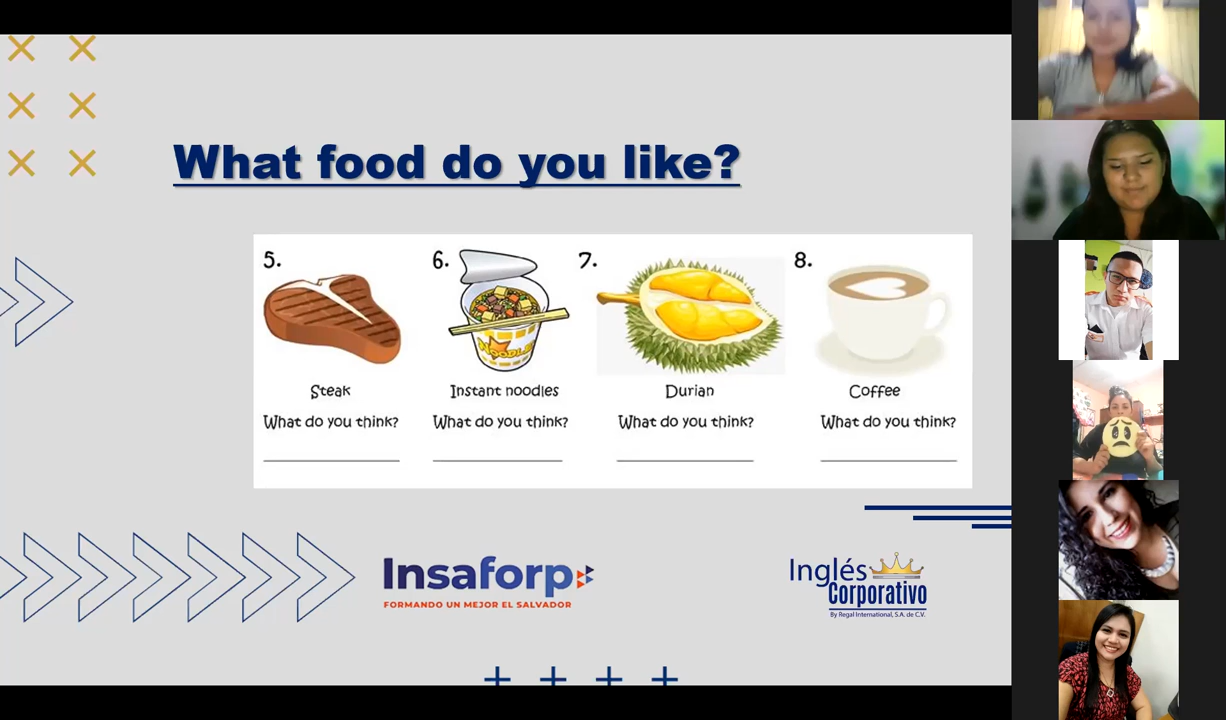 What food do you like?
5. 6. 7. 8.
NOODLE
Steak Instant noodles Durian Coffee
What do you think? What do you think? What do you think? What do you think?
Insaforp
FORMANDO UN MEJOR EL SALVADOR
Inglés
Corporativo
By Regal International, S.A. de C.V.